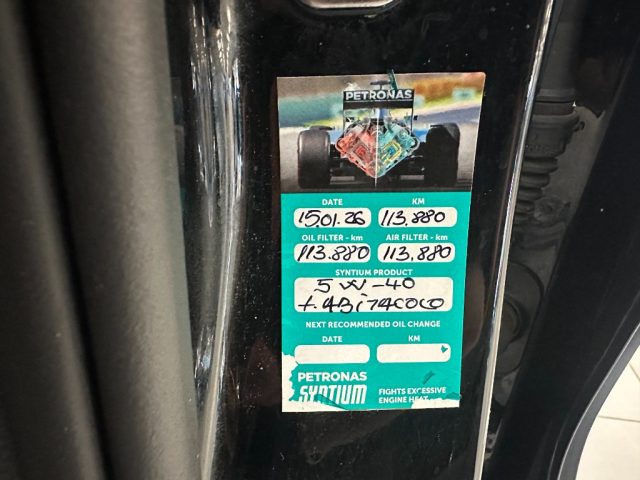 PETRONAS
DATE KM
15.01.26 113,880
OIL FILTER - km AIR FILTER - km
113.880 113,880
SYNTIUM PRODUCT
5W-40
NEXT RECOMMENDED OIL CHANGE
DATE KM
PETRONAS
SYNTIUM
FIGHTS EXCESSIVE
ENGINE HEAT